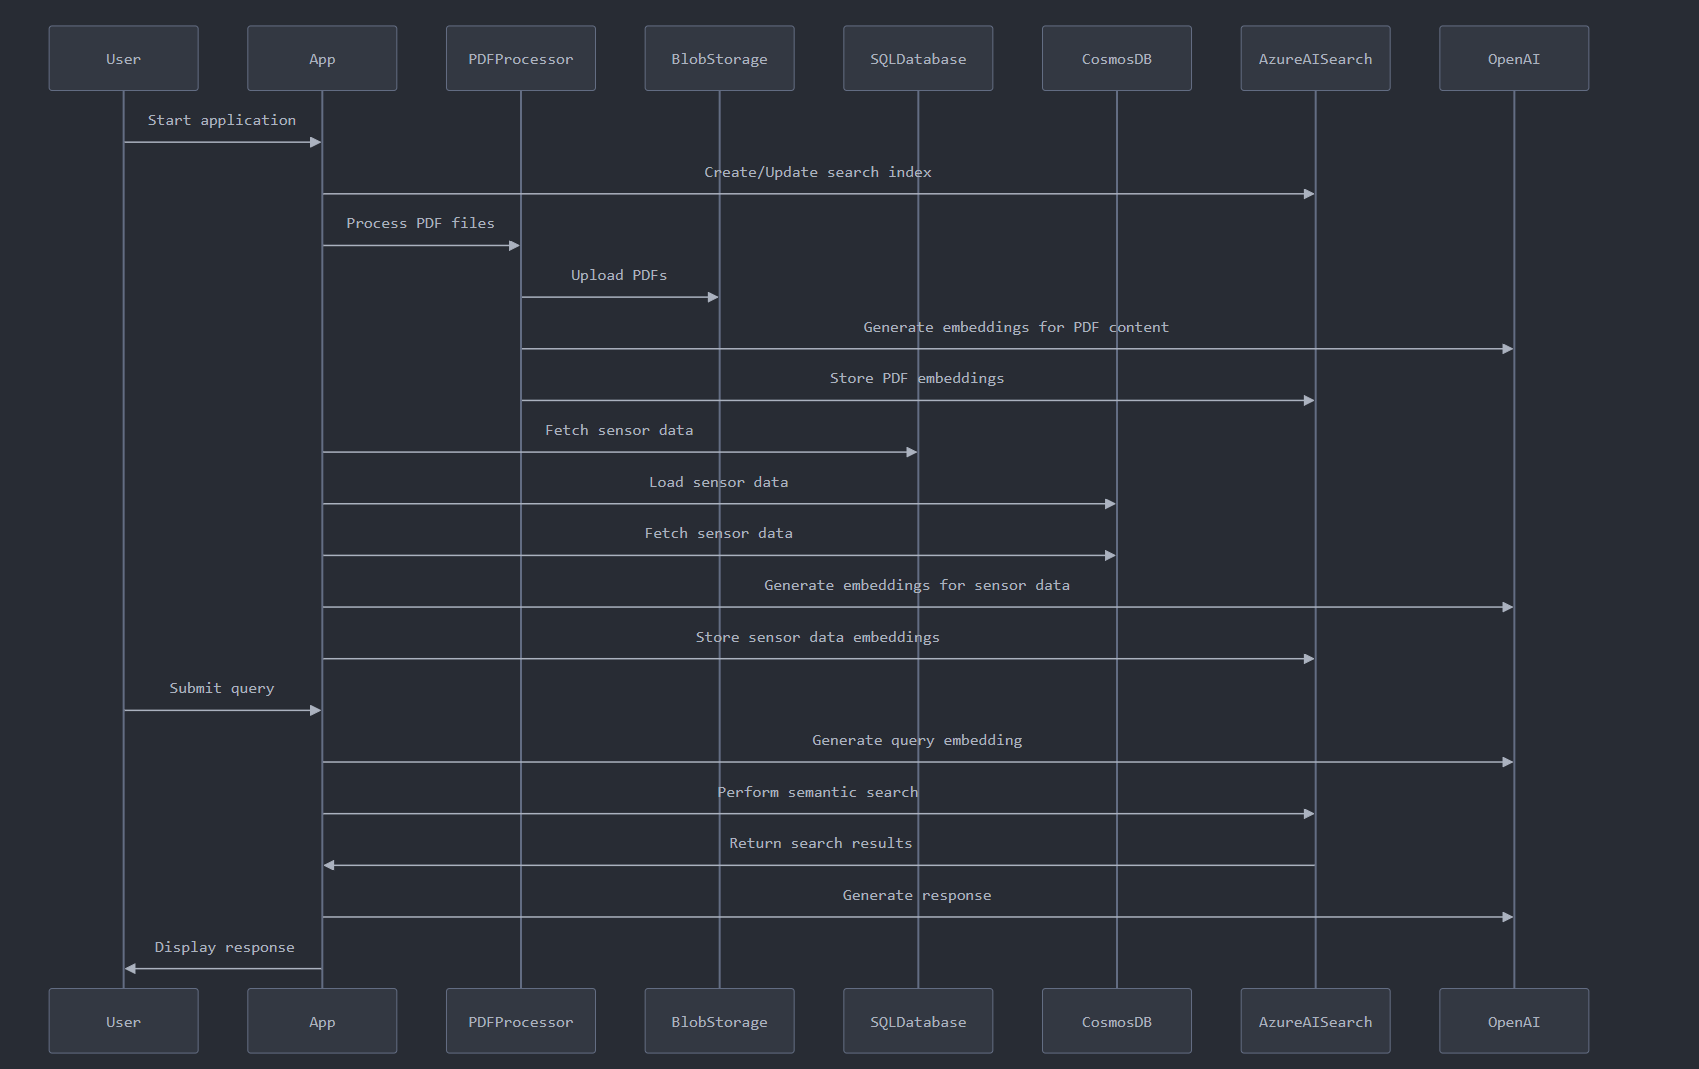 User App PDFProcessor BlobStorage SQLDatabase CosmosDB AzureAISearch OpenAI
Start application
Create/Update search index
Process PDF files
Upload PDFs
Generate embeddings for PDF content
Store PDF embeddings
Fetch sensor data
Load sensor data
Fetch sensor data
Generate embeddings for sensor data
Store sensor data embeddings
Submit query
Generate query embedding
Perform semantic search
Return search results
Generate response
Display response
User App PDFProcessor BlobStorage SQLDatabase CosmosDB AzureAISearch OpenAI